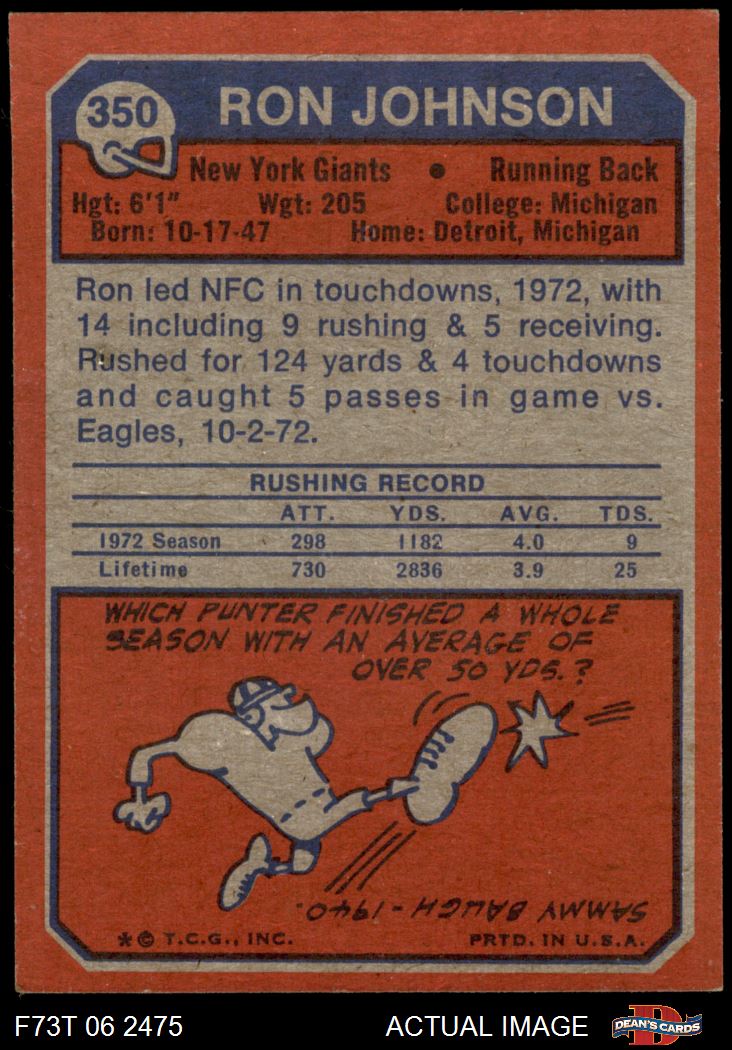 350 RON JOHNSON
New York Giants • Running Back
Hgt: 6'1" Wgt: 205 College: Michigan
Born: 10-17-47 Home: Detroit, Michigan
Ron led NFC in touchdowns, 1972, with
14 including 9 rushing & 5 receiving.
Rushed for 124 yards & 4 touchdowns
and caught 5 passes in game vs.
Eagles, 10-2-72.
RUSHING RECORD
ATT. YDS. AVG. TDS.
1972 Season 298 1182 4.0 9
Lifetime 730 2836 3.9 25
WHICH PUNTER FINISHED A WHOLE
SEASON WITH AN AVERAGE OF
OVER 50 YDS.?
SAMMY BAUGH - 1940.
*© T.C.G., INC. PRTD. IN U.S.A.
F73T 06 2475 ACTUAL IMAGE DEAN'S CARDS